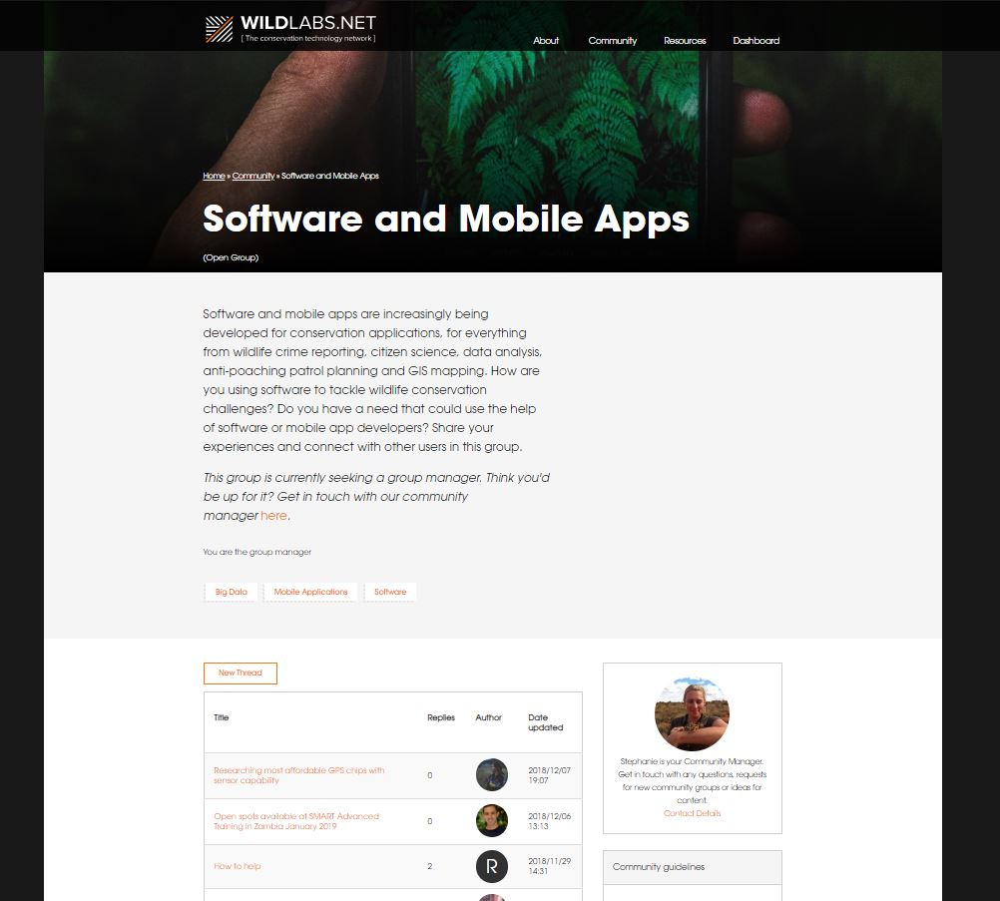 WILDLABS.NET
[ The conservation technology network ]
About Community Resources Dashboard
Home » Community » Software and Mobile Apps
Software and Mobile Apps
(Open Group)
Software and mobile apps are increasingly being
developed for conservation applications, for everything
from wildlife crime reporting, citizen science, data analysis,
anti-poaching patrol planning and GIS mapping. How are
you using software to tackle wildlife conservation
challenges? Do you have a need that could use the help
of software or mobile app developers? Share your
experiences and connect with other users in this group.
This group is currently seeking a group manager. Think you'd
be up for it? Get in touch with our community
manager here.
You are the group manager
Big Data Mobile Applications Software
New Thread
Title Replies Author Date
updated
Researching most affordable GPS chips with
sensor capability
0
2018/12/07
19:07
Open spots available at SMART Advanced
Training in Zambia January 2019
0
2018/12/06
13:13
How to help
2
R
2018/11/29
14:31
Stephanie is your Community Manager.
Get in touch with any questions, requests
for new community groups or ideas for
content.
Contact Details
Community guidelines